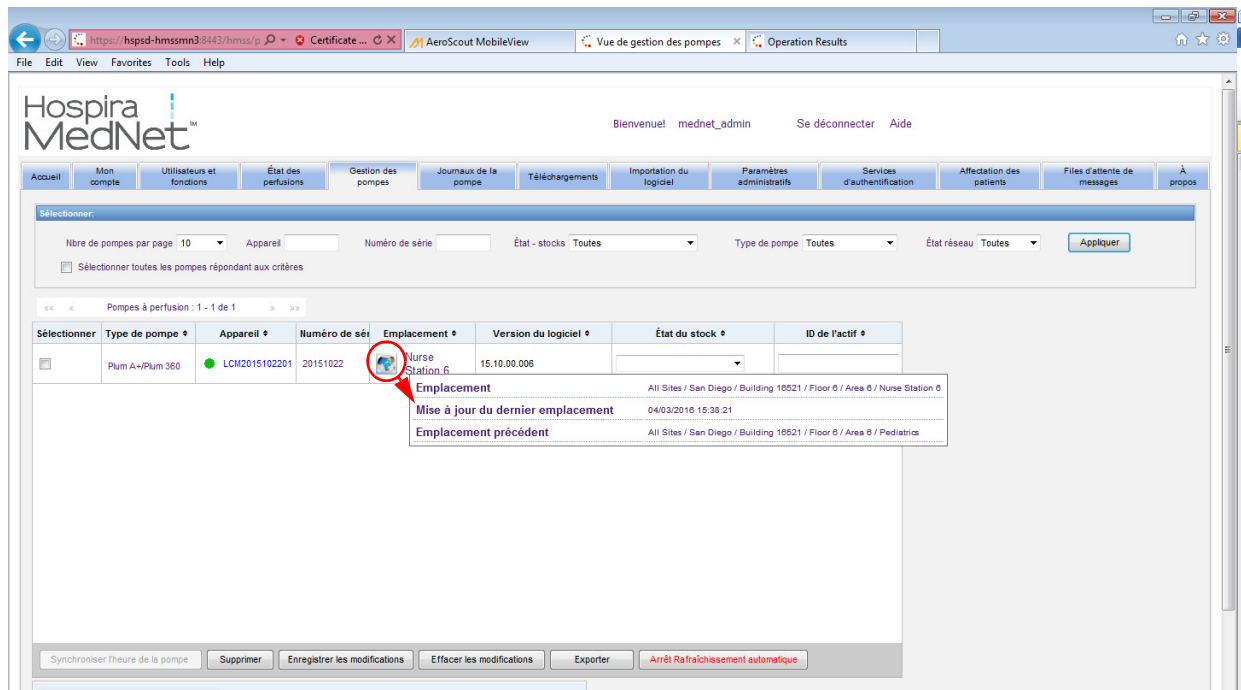 https://hspsd-hmssmn3:8443/hmss/p Certificate ... AeroScout MobileView Vue de gestion des pompes Operation Results
File Edit View Favorites Tools Help
Hospira
MedNet™
Bienvenue! mednet_admin Se déconnecter Aide
Accueil Mon compte Utilisateurs et fonctions État des perfusions Gestion des pompes Journaux de la pompe Téléchargements Importation du logiciel Paramètres administratifs Services d'authentification Affectation des patients Files d'attente de messages À propos
Sélectionner:
Nbre de pompes par page 10 Appareil Numéro de série État - stocks Toutes Type de pompe Toutes État réseau Toutes Appliquer
Sélectionner toutes les pompes répondant aux critères
<< < Pompes à perfusion : 1 - 1 de 1 > >>
Sélectionner Type de pompe Appareil Numéro de sér Emplacement Version du logiciel État du stock ID de l'actif
Plum A+/Plum 360 LCM2015102201 20151022 Nurse Station 6 15.10.00.006
Emplacement All Sites / San Diego / Building 16521 / Floor 6 / Area 6 / Nurse Station 6
Mise à jour du dernier emplacement 04/03/2016 15:38:21
Emplacement précédent All Sites / San Diego / Building 16521 / Floor 6 / Area 6 / Pediatrics
Synchroniser l'heure de la pompe Supprimer Enregistrer les modifications Effacer les modifications Exporter Arrêt Rafraîchissement automatique